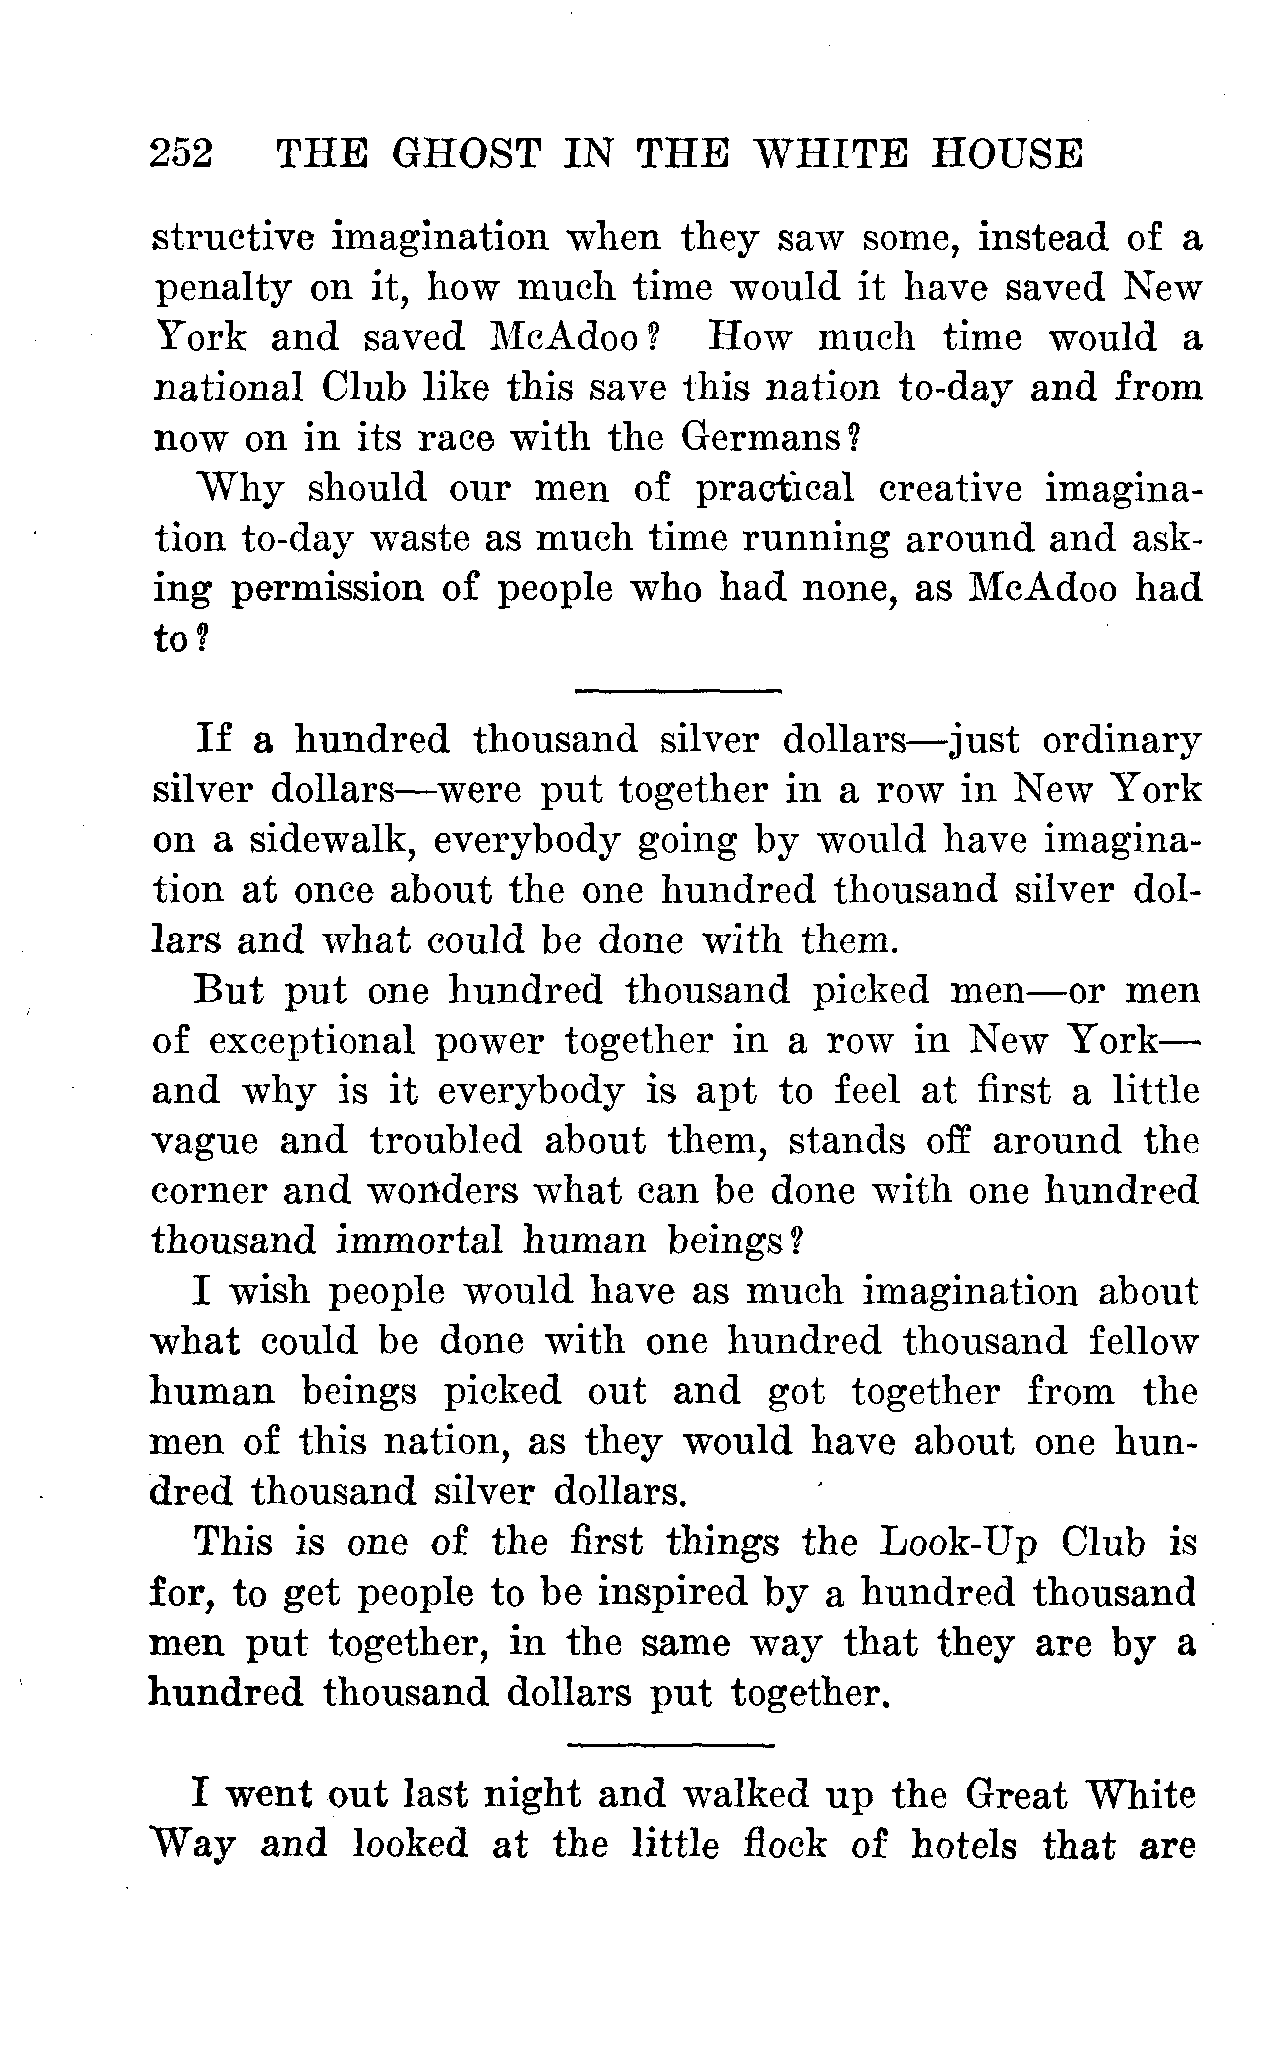 252 THE GHOST IN THE WHITE HOUSE
structive imagination when they saw some, instead of a
penalty on it, how much time would it have saved New
York and saved McAdoo? How much time would a
national Club like this save this nation to-day and from
now on in its race with the Germans?
Why should our men of practical creative imagina-
tion to-day waste as much time running around and ask-
ing permission of people who had none, as McAdoo had
to?
If a hundred thousand silver dollars—just ordinary
silver dollars—were put together in a row in New York
on a sidewalk, everybody going by would have imagina-
tion at once about the one hundred thousand silver dol-
lars and what could be done with them.
But put one hundred thousand picked men—or men
of exceptional power together in a row in New York—
and why is it everybody is apt to feel at first a little
vague and troubled about them, stands off around the
corner and wonders what can be done with one hundred
thousand immortal human beings?
I wish people would have as much imagination about
what could be done with one hundred thousand fellow
human beings picked out and got together from the
men of this nation, as they would have about one hun-
dred thousand silver dollars.
This is one of the first things the Look-Up Club is
for, to get people to be inspired by a hundred thousand
men put together, in the same way that they are by a
hundred thousand dollars put together.
I went out last night and walked up the Great White
Way and looked at the little flock of hotels that are